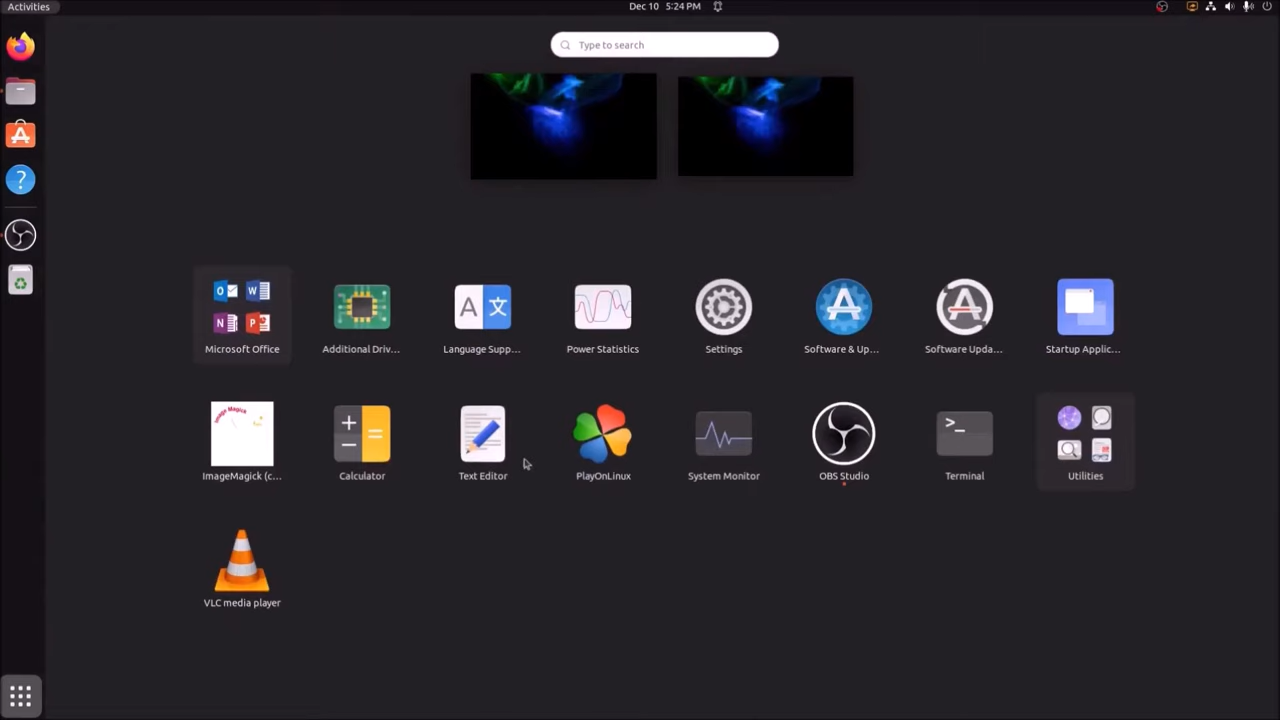 Activities
Dec 10 5:24 PM
Type to search
Microsoft Office
Additional Driv...
Language Supp...
Power Statistics
Settings
Software & Up...
Software Upda...
Startup Applic...
ImageMagick (c...
Calculator
Text Editor
PlayOnLinux
System Monitor
OBS Studio
Terminal
Utilities
VLC media player